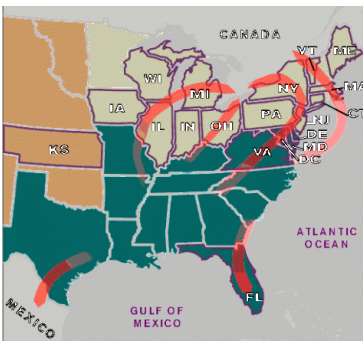 CANADA
VT
ME
WI
MI
NY
MA
IA
IL
IN
OH
PA
CT
NJ
KS
VA
DE
MD
DC
ATLANTIC
OCEAN
FL
MEXICO
GULF OF
MEXICO